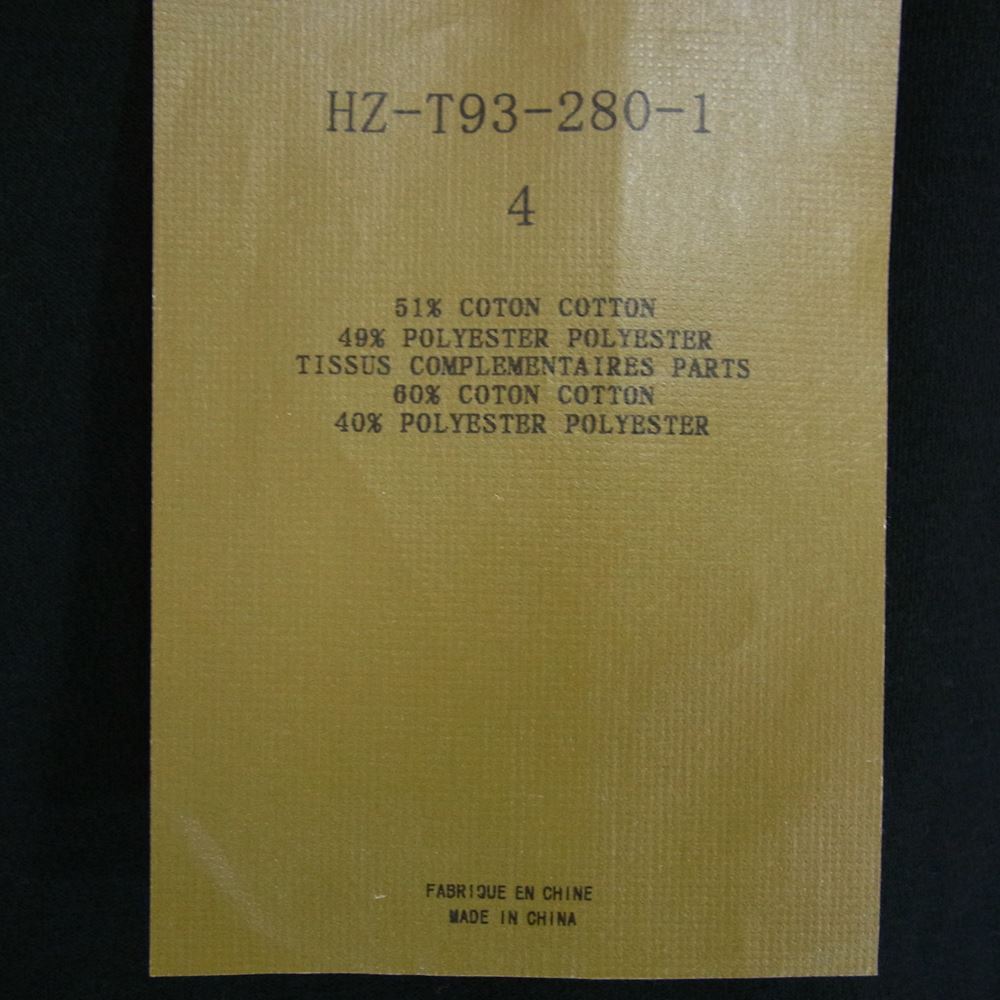 HZ-T93-280-1
4
51% COTON COTTON
49% POLYESTER POLYESTER
TISSUS COMPLEMENTAIRES PARTS
60% COTON COTTON
40% POLYESTER POLYESTER
FABRIQUE EN CHINE
MADE IN CHINA